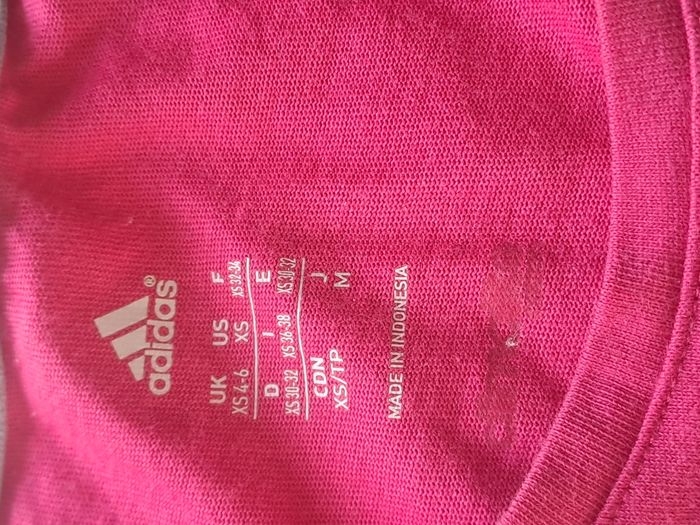 adidas®
UK US F
XS 4-6 XS XS 32-34
D I E
XS 30-32 XS 36-38 XS 30-32
CDN J
XS/TP M
MADE IN INDONESIA